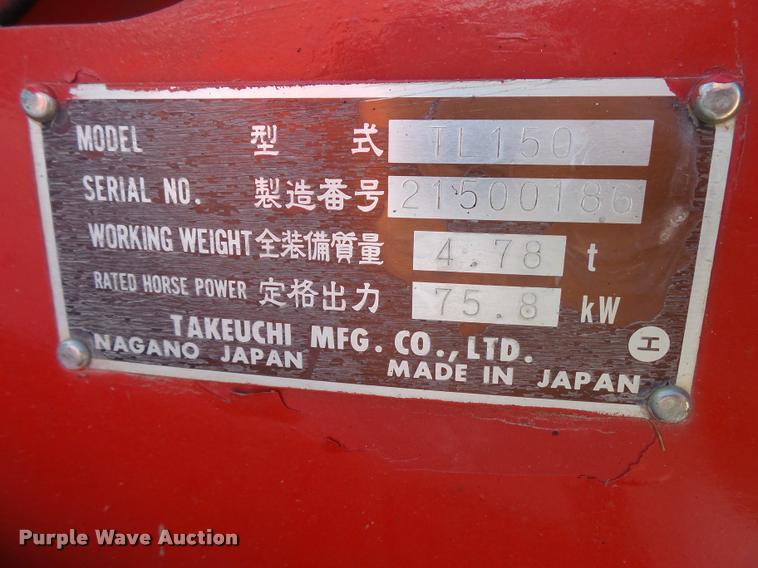 MODEL 型 式 TL150
SERIAL NO. 製造番号 21500186
WORKING WEIGHT 全装備質量 4.78 t
RATED HORSE POWER 定格出力 75.8 kW
TAKEUCHI MFG. CO., LTD. エ
NAGANO JAPAN MADE IN JAPAN
Purple Wave Auction